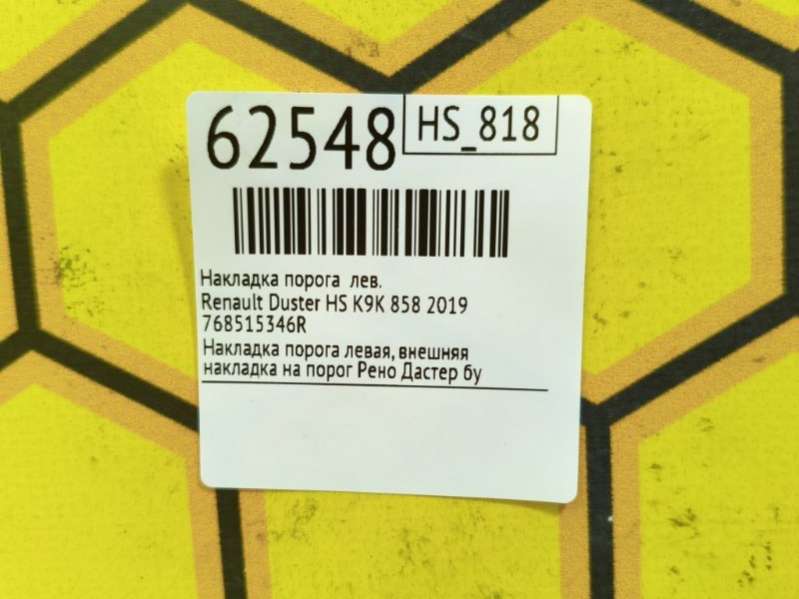 62548
HS_818
Накладка порога лев.
Renault Duster HS K9K 858 2019
768515346R
Накладка порога левая, внешняя
накладка на порог Рено Дастер бу